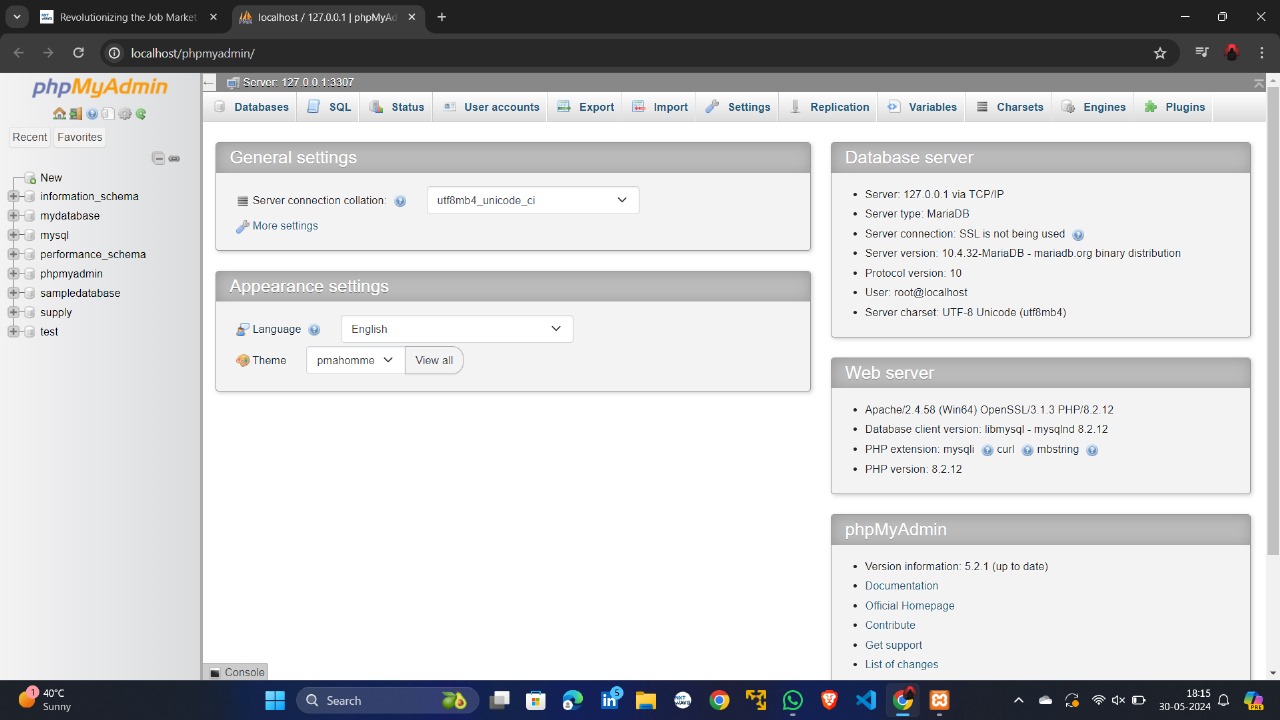 Revolutionizing the Job Market
localhost / 127.0.0.1 | phpMyAd
localhost/phpmyadmin/
phpMyAdmin
Recent Favorites
New
information_schema
mydatabase
mysql
performance_schema
phpmyadmin
sampledatabase
supply
test
Server: 127.0.0.1:3307
Databases SQL Status User accounts Export Import Settings Replication Variables Charsets Engines Plugins
General settings
Server connection collation: utf8mb4_unicode_ci
More settings
Appearance settings
Language English
Theme pmahomme View all
Database server
Server: 127.0.0.1 via TCP/IP
Server type: MariaDB
Server connection: SSL is not being used
Server version: 10.4.32-MariaDB - mariadb.org binary distribution
Protocol version: 10
User: root@localhost
Server charset: UTF-8 Unicode (utf8mb4)
Web server
Apache/2.4.58 (Win64) OpenSSL/3.1.3 PHP/8.2.12
Database client version: libmysql - mysqlnd 8.2.12
PHP extension: mysqli curl mbstring
PHP version: 8.2.12
phpMyAdmin
Version information: 5.2.1 (up to date)
Documentation
Official Homepage
Contribute
Get support
List of changes
Console
1
40°C
Sunny
Search
5
18:15
30-05-2024